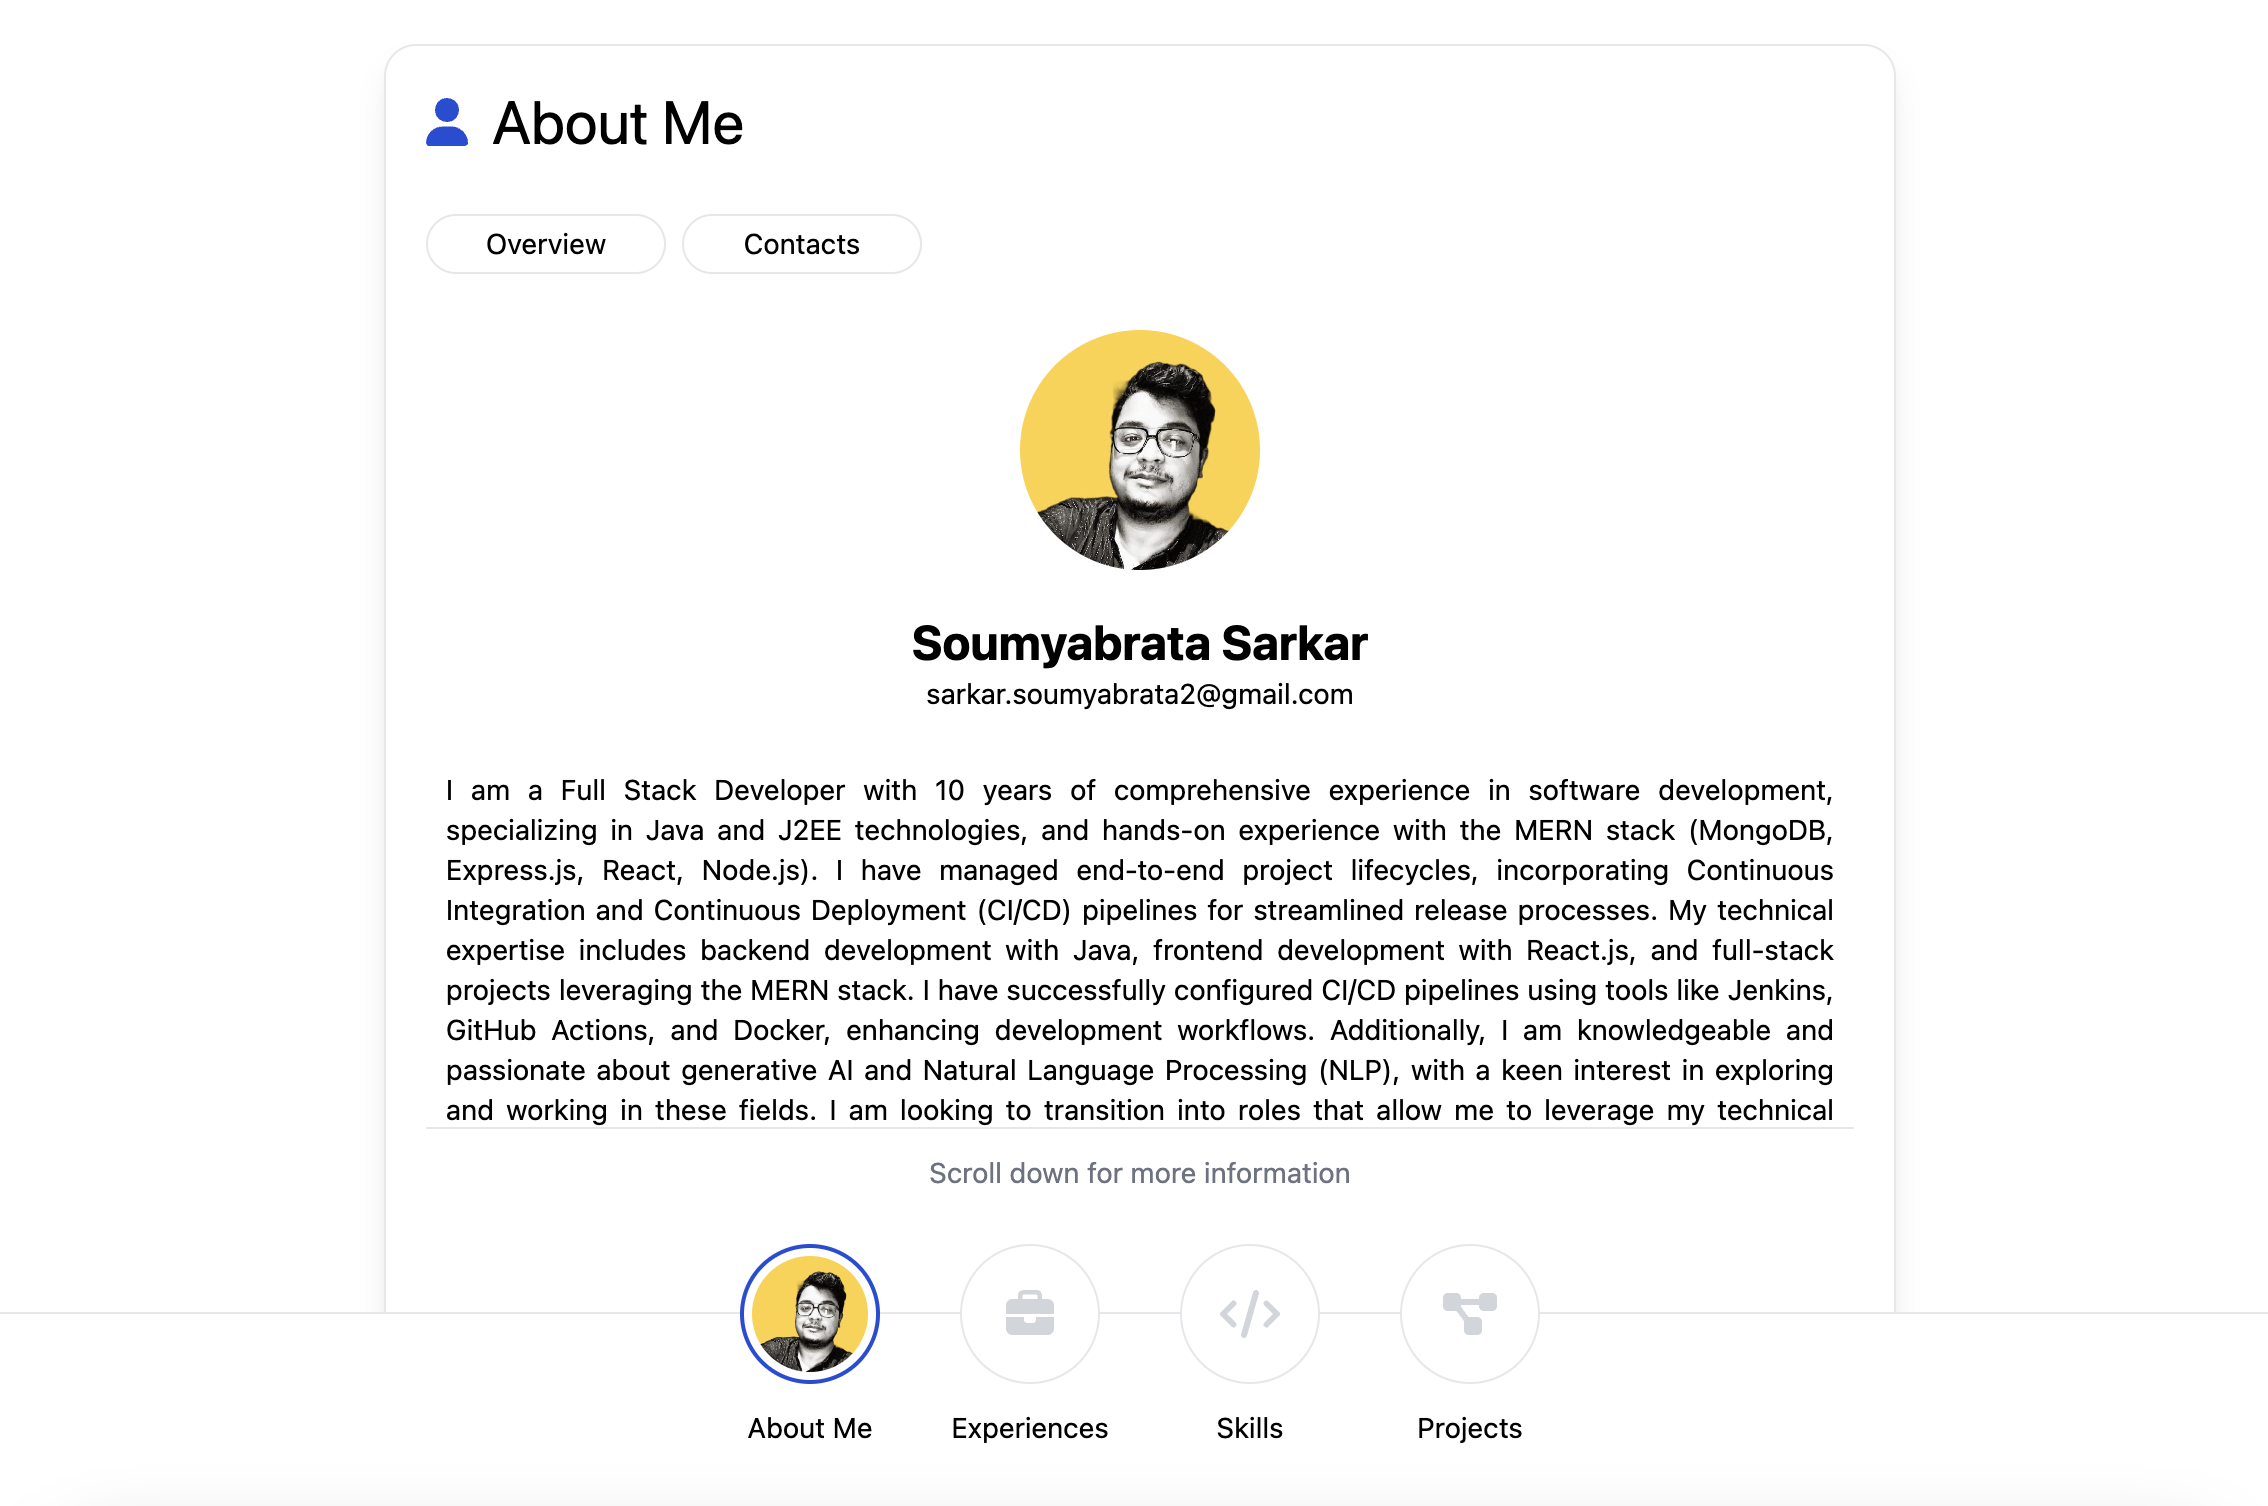 About Me
Overview
Contacts
Soumyabrata Sarkar
sarkar.soumyabrata2@gmail.com
I am a Full Stack Developer with 10 years of comprehensive experience in software development,
specializing in Java and J2EE technologies, and hands-on experience with the MERN stack (MongoDB,
Express.js, React, Node.js). I have managed end-to-end project lifecycles, incorporating Continuous
Integration and Continuous Deployment (CI/CD) pipelines for streamlined release processes. My technical
expertise includes backend development with Java, frontend development with React.js, and full-stack
projects leveraging the MERN stack. I have successfully configured CI/CD pipelines using tools like Jenkins,
GitHub Actions, and Docker, enhancing development workflows. Additionally, I am knowledgeable and
passionate about generative AI and Natural Language Processing (NLP), with a keen interest in exploring
and working in these fields. I am looking to transition into roles that allow me to leverage my technical
Scroll down for more information
About Me
Experiences
Skills
Projects